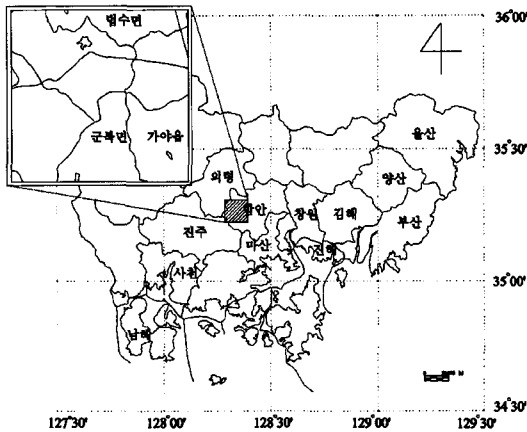 법수면
군북면 가야읍
36°00'
울산
35°30'
의령
양산
함안
창원
김해
부산
진주
마산
진해
사천
35°00'
남해
34°30'
127°30' 128°00' 128°30' 129°00' 129°30'